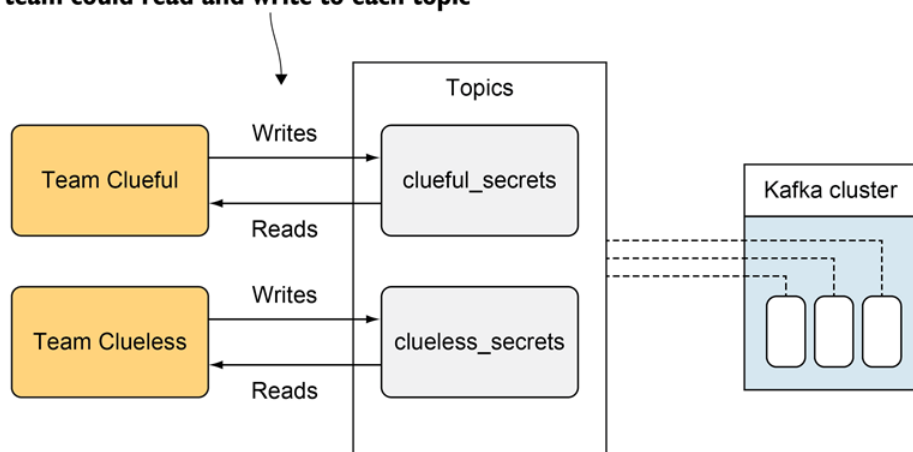 team could read and write to each topic
Topics
Writes
Team Clueful
clueful_secrets
Kafka cluster
Reads
Writes
Team Clueless
clueless_secrets
Reads